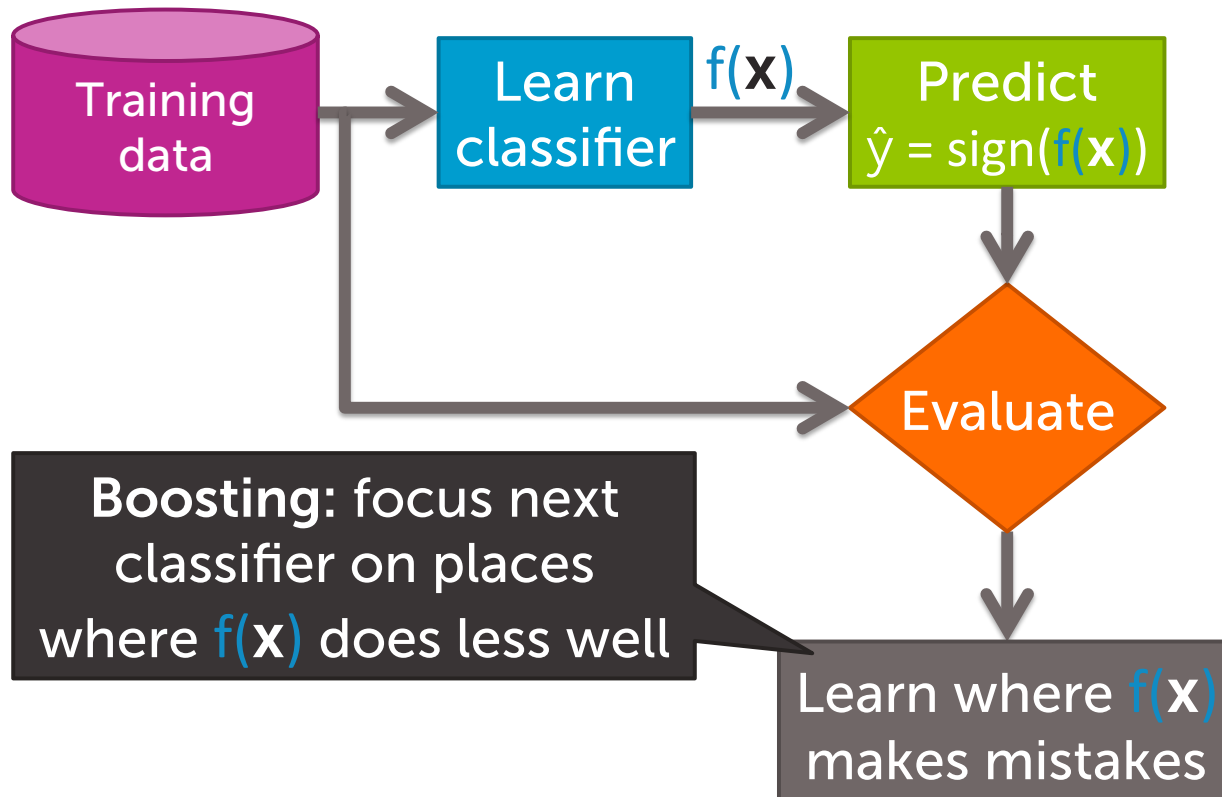 Training
data
Learn
classifier
f(x)
Predict
ŷ = sign(f(x))
Evaluate
Boosting: focus next
classifier on places
where f(x) does less well
Learn where f(x)
makes mistakes